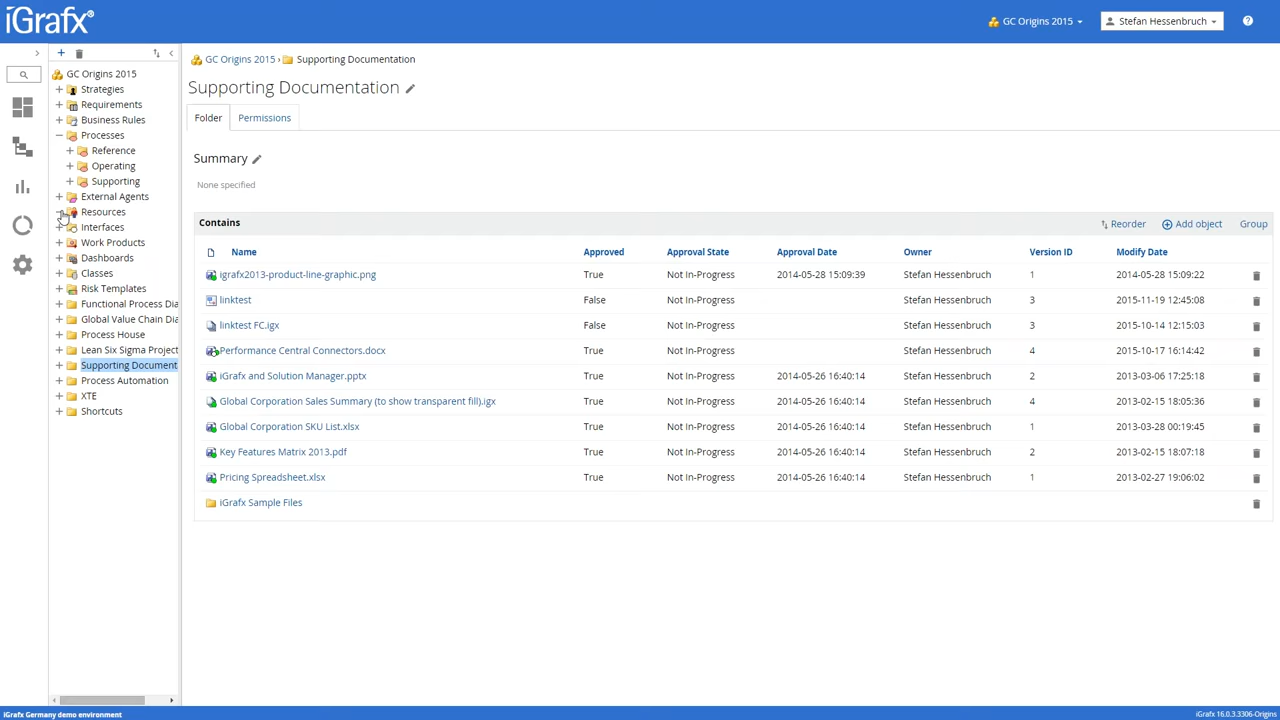 iGrafx®
GC Origins 2015
Stefan Hessenbruch
GC Origins 2015
Strategies
Requirements
Business Rules
Processes
Reference
Operating
Supporting
External Agents
Resources
Interfaces
Work Products
Dashboards
Classes
Risk Templates
Functional Process Dia
Global Value Chain Dia
Process House
Lean Six Sigma Project
Supporting Document
Process Automation
XTE
Shortcuts
GC Origins 2015 › Supporting Documentation
Supporting Documentation
Folder Permissions
Summary
None specified
Contains Reorder Add object Group
Name Approved Approval State Approval Date Owner Version ID Modify Date
igrafx2013-product-line-graphic.png True Not In-Progress 2014-05-28 15:09:39 Stefan Hessenbruch 1 2014-05-28 15:09:22
linktest False Not In-Progress Stefan Hessenbruch 3 2015-11-19 12:45:08
linktest FC.igx False Not In-Progress Stefan Hessenbruch 3 2015-10-14 12:15:03
Performance Central Connectors.docx True Not In-Progress Stefan Hessenbruch 4 2015-10-17 16:14:42
iGrafx and Solution Manager.pptx True Not In-Progress 2014-05-26 16:40:14 Stefan Hessenbruch 2 2013-03-06 17:25:18
Global Corporation Sales Summary (to show transparent fill).igx True Not In-Progress 2014-05-26 16:40:14 Stefan Hessenbruch 4 2013-02-15 18:05:36
Global Corporation SKU List.xlsx True Not In-Progress 2014-05-26 16:40:14 Stefan Hessenbruch 1 2013-03-28 00:19:45
Key Features Matrix 2013.pdf True Not In-Progress 2014-05-26 16:40:14 Stefan Hessenbruch 2 2013-02-15 18:07:18
Pricing Spreadsheet.xlsx True Not In-Progress 2014-05-26 16:40:14 Stefan Hessenbruch 1 2013-02-27 19:06:02
iGrafx Sample Files
iGrafx Germany demo environment
iGrafx 16.0.3.3306-Origins